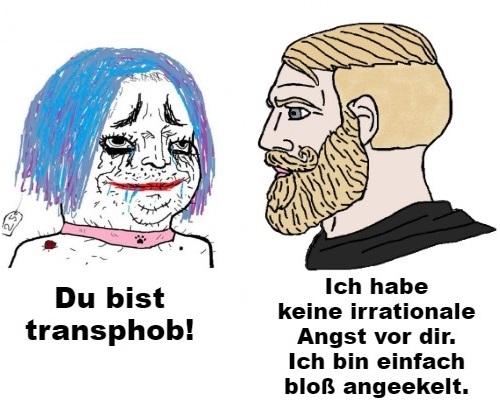 Du bist
transphob!
Ich habe
keine irrationale
Angst vor dir.
Ich bin einfach
bloß angeekelt.